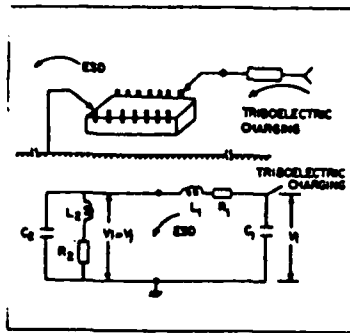 ESD
TRIBOELECTRIC
CHARGING
TRIBOELECTRIC
CHARGING
L₂
L₁
R₁
C₂
V₁=V₁
ESD
C₁
V₁
R₂